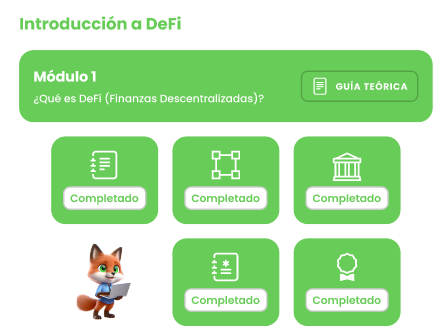 Introducción a DeFi
Módulo 1
¿Qué es DeFi (Finanzas Descentralizadas)?
GUÍA TEÓRICA
Completado
Completado
Completado
Completado
Completado